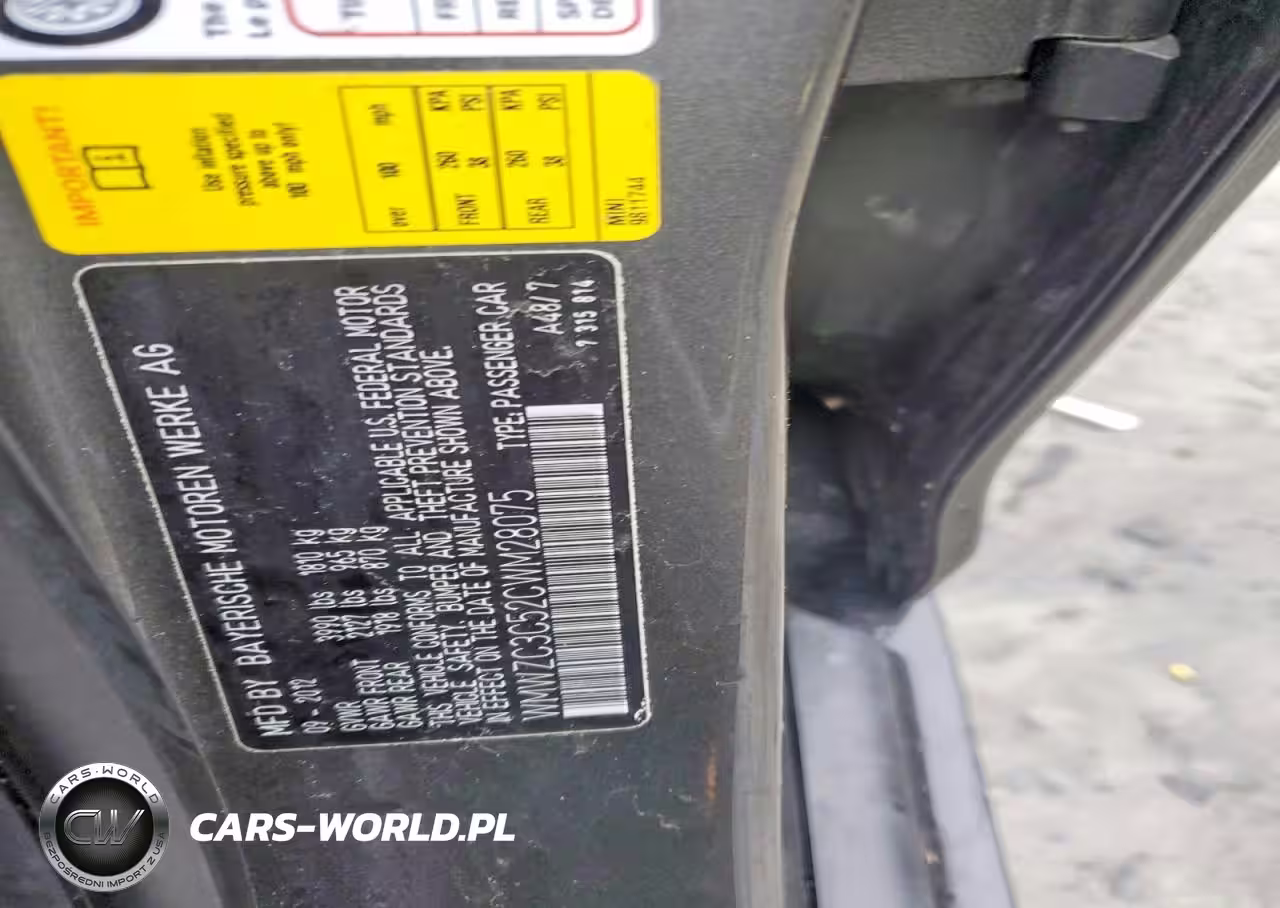 IMPORTANT!
Use inflation
pressure specified
above up to
100 mph only!
over 100 mph
FRONT 260 KPA
38 PSI
REAR 260 KPA
38 PSI
MINI
9811744
MFD BY BAYERISCHE MOTOREN WERKE AG
09 - 2012
GVWR 3990 lbs 1810 kg
GAWR FRONT 2127 lbs 965 kg
GAWR REAR 1918 lbs 870 kg
THIS VEHICLE CONFORMS TO ALL APPLICABLE U.S. FEDERAL MOTOR
VEHICLE SAFETY, BUMPER AND THEFT PREVENTION STANDARDS
IN EFFECT ON THE DATE OF MANUFACTURE SHOWN ABOVE.
WMWZC3C52CWM28075 TYPE: PASSENGER CAR
A48/7
7 315 814
CARS-WORLD
CW
BEZPOŚREDNI IMPORT Z USA
CARS-WORLD.PL